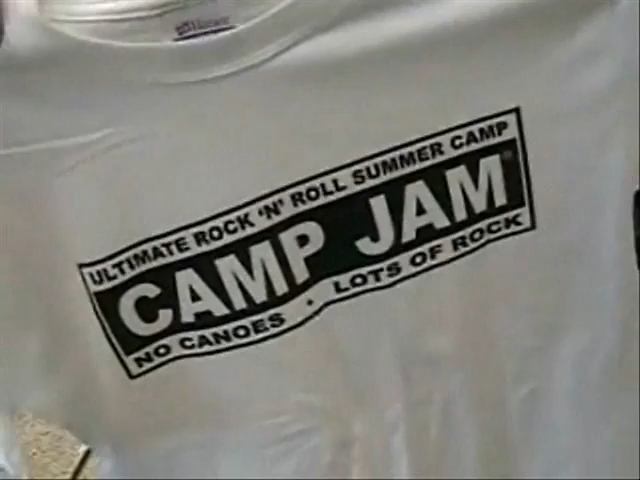 ULTIMATE ROCK 'N' ROLL SUMMER CAMP
CAMP JAM
NO CANOES • LOTS OF ROCK